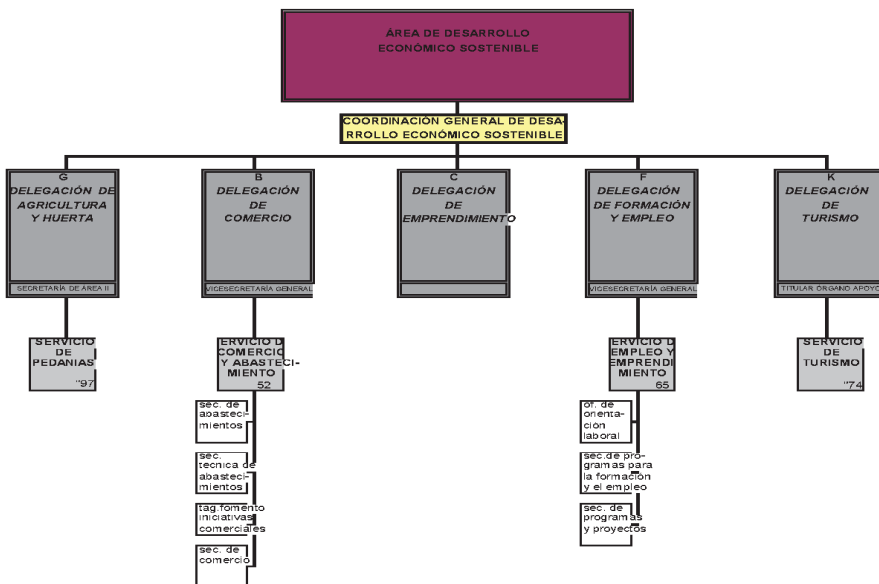 ÁREA DE DESARROLLO
ECONÓMICO SOSTENIBLE
COORDINACIÓN GENERAL DE DESA-
RROLLO ECONÓMICO SOSTENIBLE
G
DELEGACIÓN DE
AGRICULTURA
Y HUERTA
SECRETARÍA DE ÁREA II
B
DELEGACIÓN
DE
COMERCIO
VICESECRETARÍA GENERAL
C
DELEGACIÓN
DE
EMPRENDIMIENTO
F
DELEGACIÓN
DE FORMACIÓN
Y EMPLEO
VICESECRETARÍA GENERAL
K
DELEGACIÓN
DE
TURISMO
TITULAR ÓRGANO APOYO
SERVICIO
DE
PEDANIAS
"97
ERVICIO D
COMERCIO
Y ABASTECI-
MIENTO
52
ERVICIO D
EMPLEO Y
EMPRENDI
MIENTO
65
SERVICIO
DE
TURISMO
"74
sec. de
abasteci-
mientos
sec.
tecnica de
abasteci-
mientos
tag.fomento
iniciativas
comerciales
sec. de
comercio
of. de
orienta-
ción
laboral
sec.de pro-
gramas para
la formación
y el empleo
sec. de
programas
y proyectos